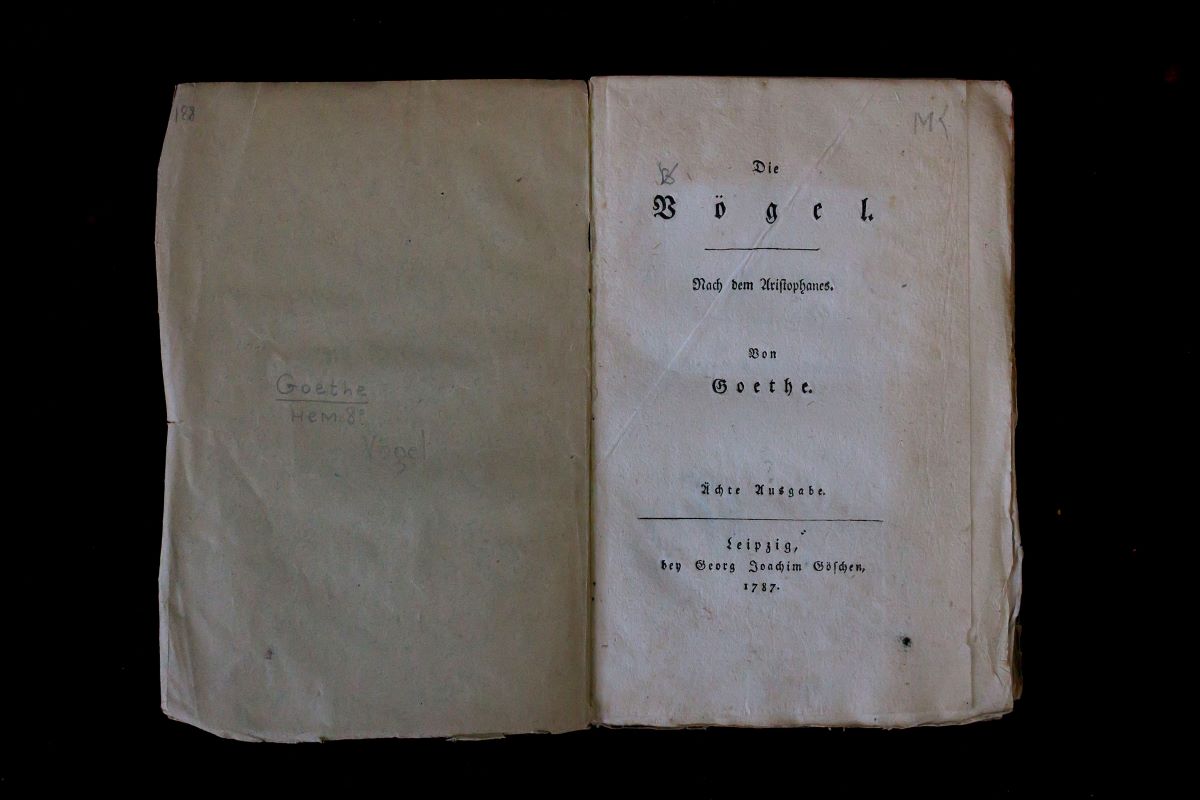 188
Goethe
Hem. 8º
Vögel
Die
Vögel.
Nach dem Aristophanes.
Von
Goethe.
Ächte Ausgabe.
Leipzig,
bey Georg Joachim Göschen,
1787.